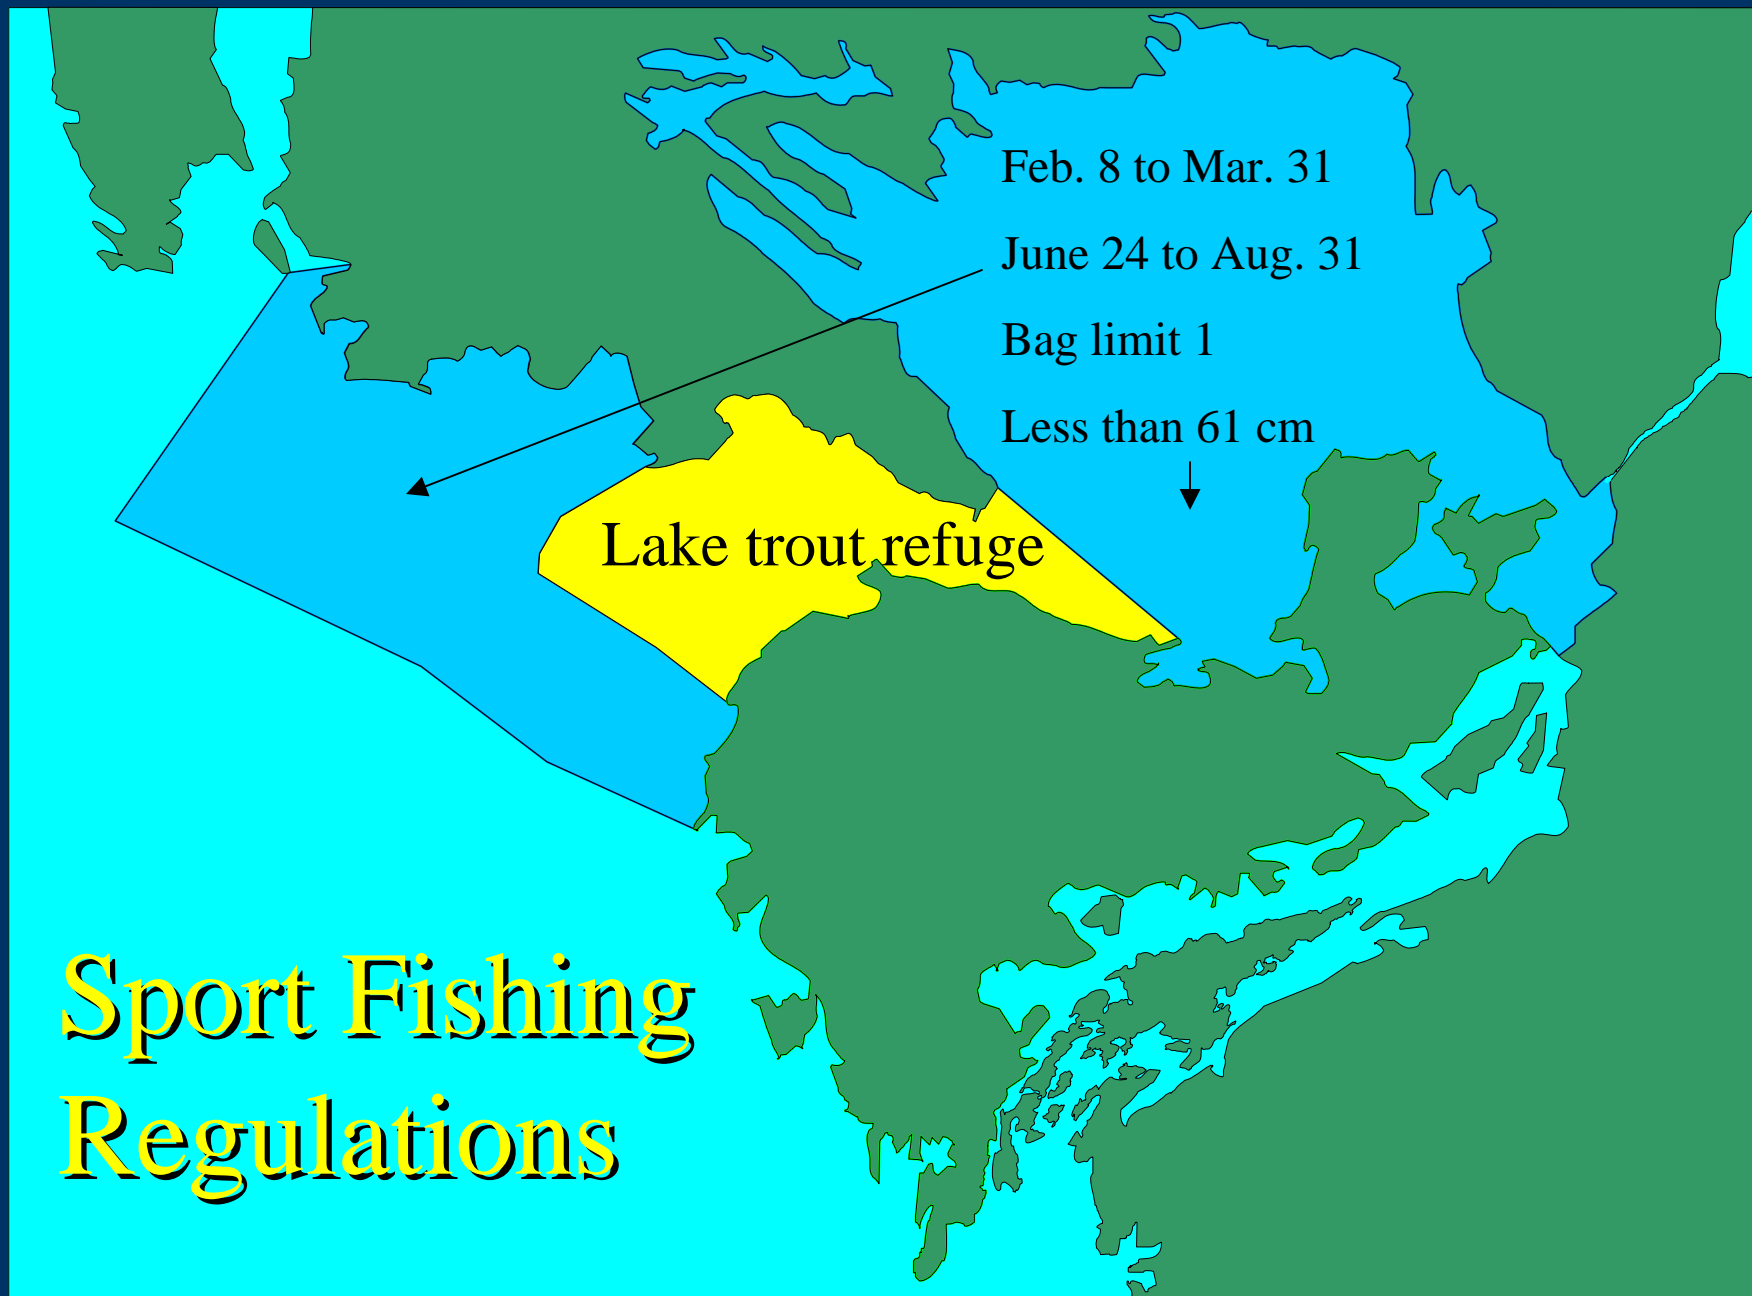 Feb. 8 to Mar. 31
June 24 to Aug. 31
Bag limit 1
Less than 61 cm
Lake trout refuge
Sport Fishing
Regulations